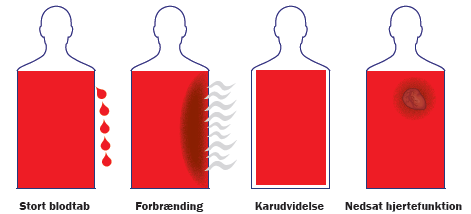 Stort blodtab
Forbrænding
Karudvidelse
Nedsat hjertefunktion